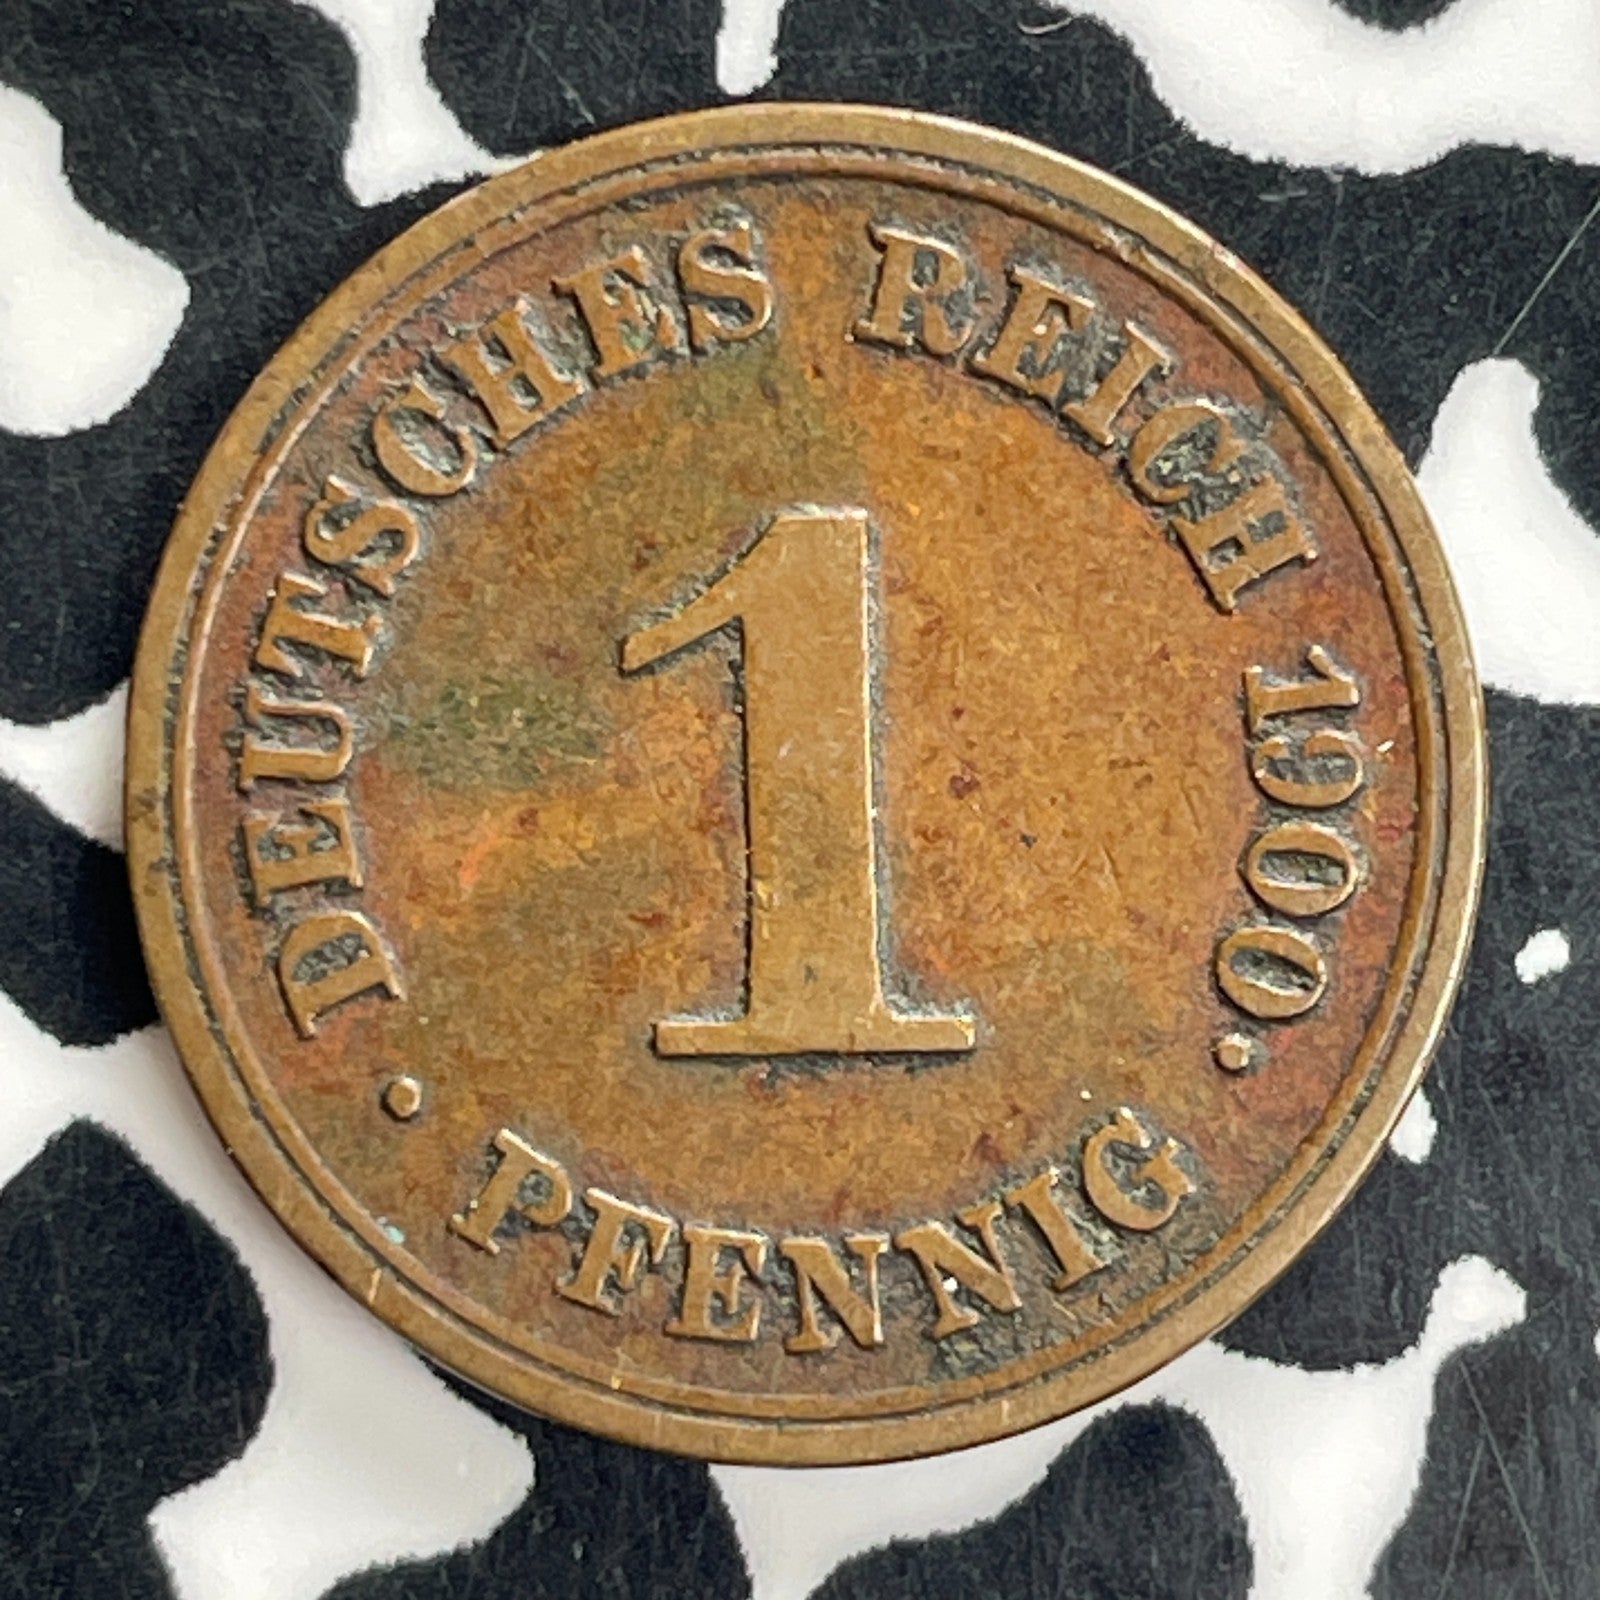 DEUTSCHES REICH 1900.
1
. PFENNIG